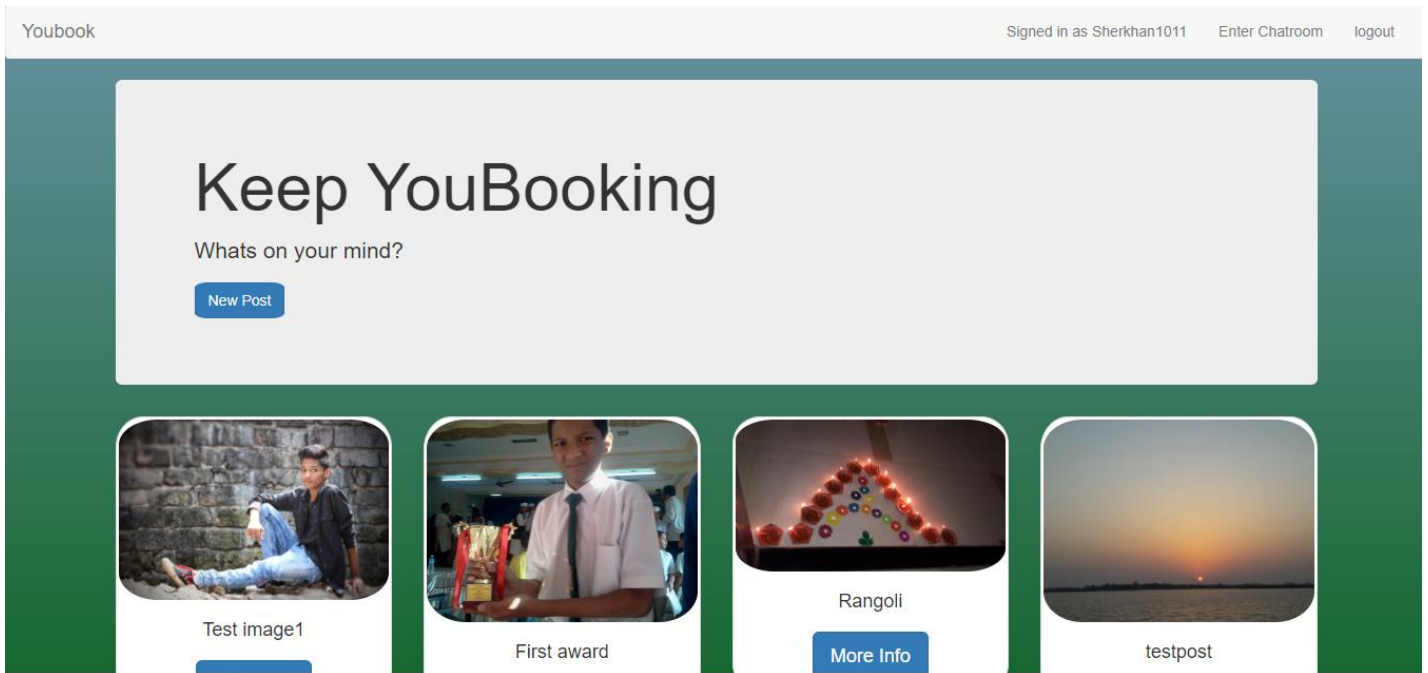 Youbook
Signed in as Sherkhan1011
Enter Chatroom
logout
Keep YouBooking
Whats on your mind?
New Post
Test image1
First award
Rangoli
More Info
testpost